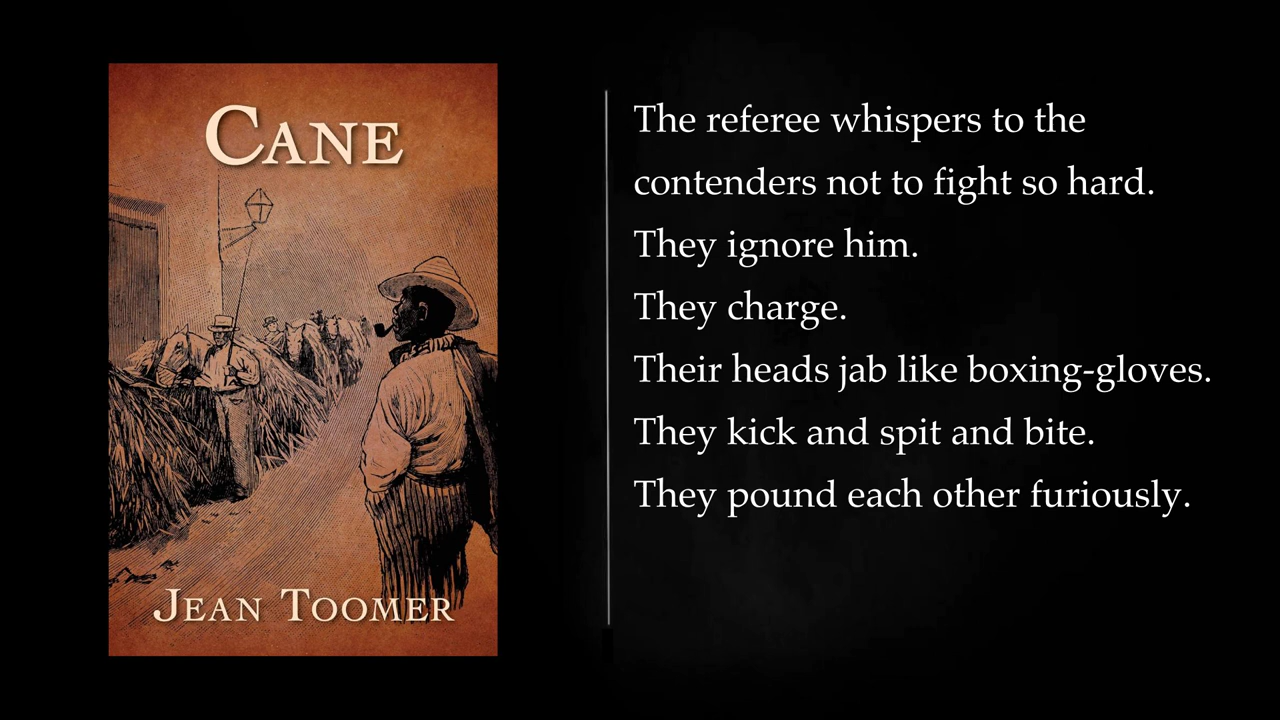 CANE
JEAN TOOMER
The referee whispers to the
contenders not to fight so hard.
They ignore him.
They charge.
Their heads jab like boxing-gloves.
They kick and spit and bite.
They pound each other furiously.